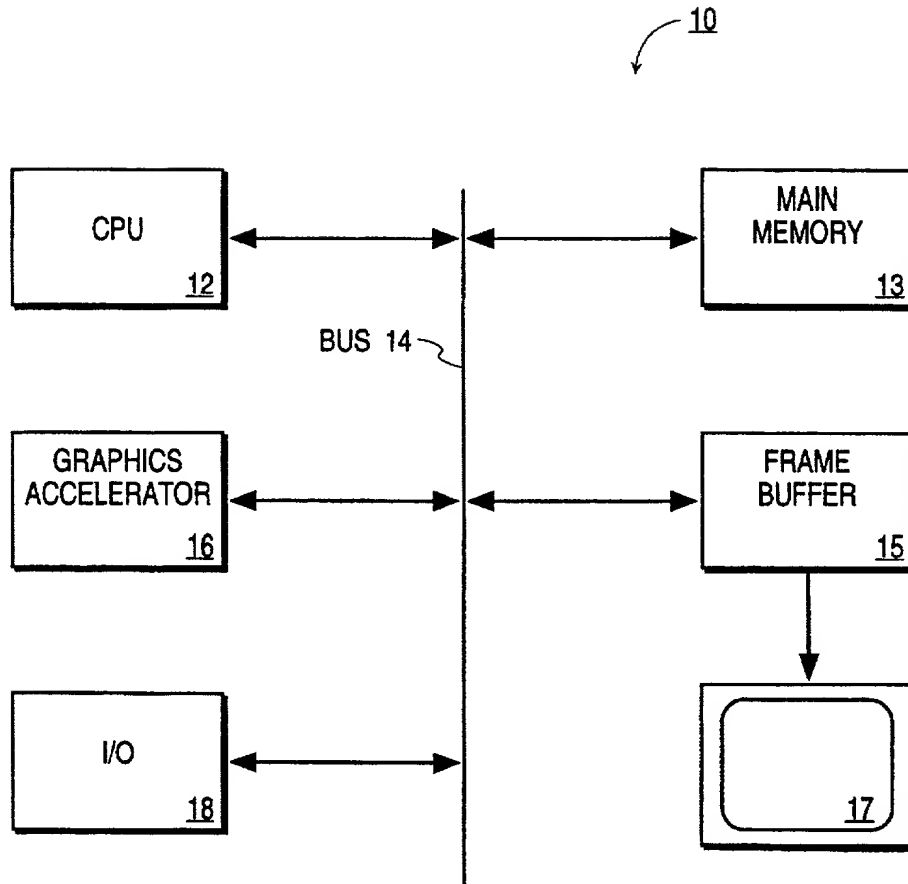 10
CPU
12
MAIN
MEMORY
13
BUS 14
GRAPHICS
ACCELERATOR
16
FRAME
BUFFER
15
I/O
18
17